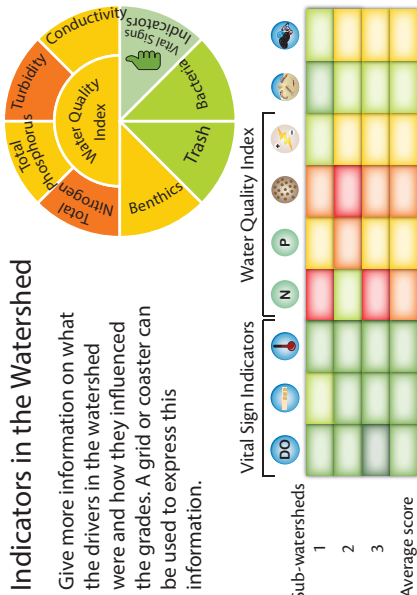 Indicators in the Watershed
Give more information on what
the drivers in the watershed
were and how they influenced
the grades. A grid or coaster can
be used to express this
information.
Total
Nitrogen
Total
Phosphorus
Turbidity
Conductivity
Water Quality
Index
Vital Signs
Indicators
Bacteria
Trash
Benthics
Vital Sign Indicators
Water Quality Index
DO
N
P
+
-
Sub-watersheds
1
2
3
Average score